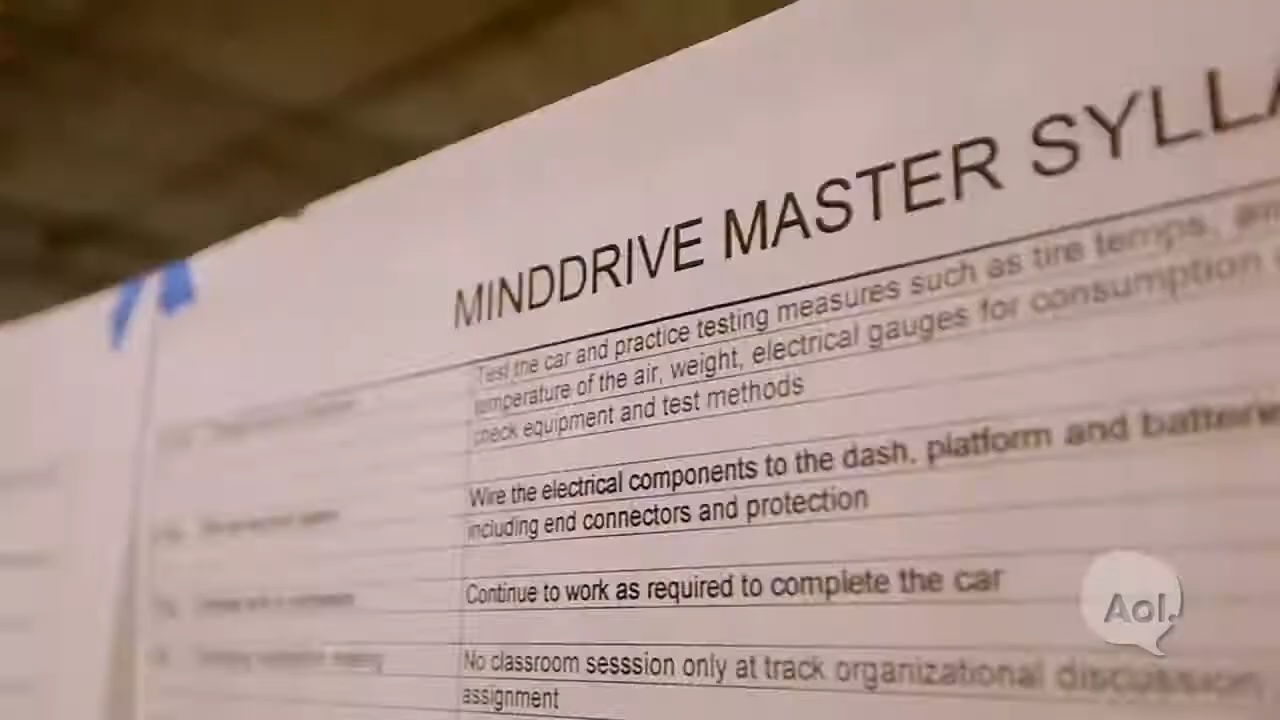 MINDDRIVE MASTER SYLLA
Test the car and practice testing measures such as tire temps,
temperature of the air, weight, electrical gauges for consumption
check equipment and test methods
Wire the electrical components to the dash, platform and batterie
including end connectors and protection
Continue to work as required to complete the car
No classroom sesssion only at track organizational discussion
assignment
Aol.